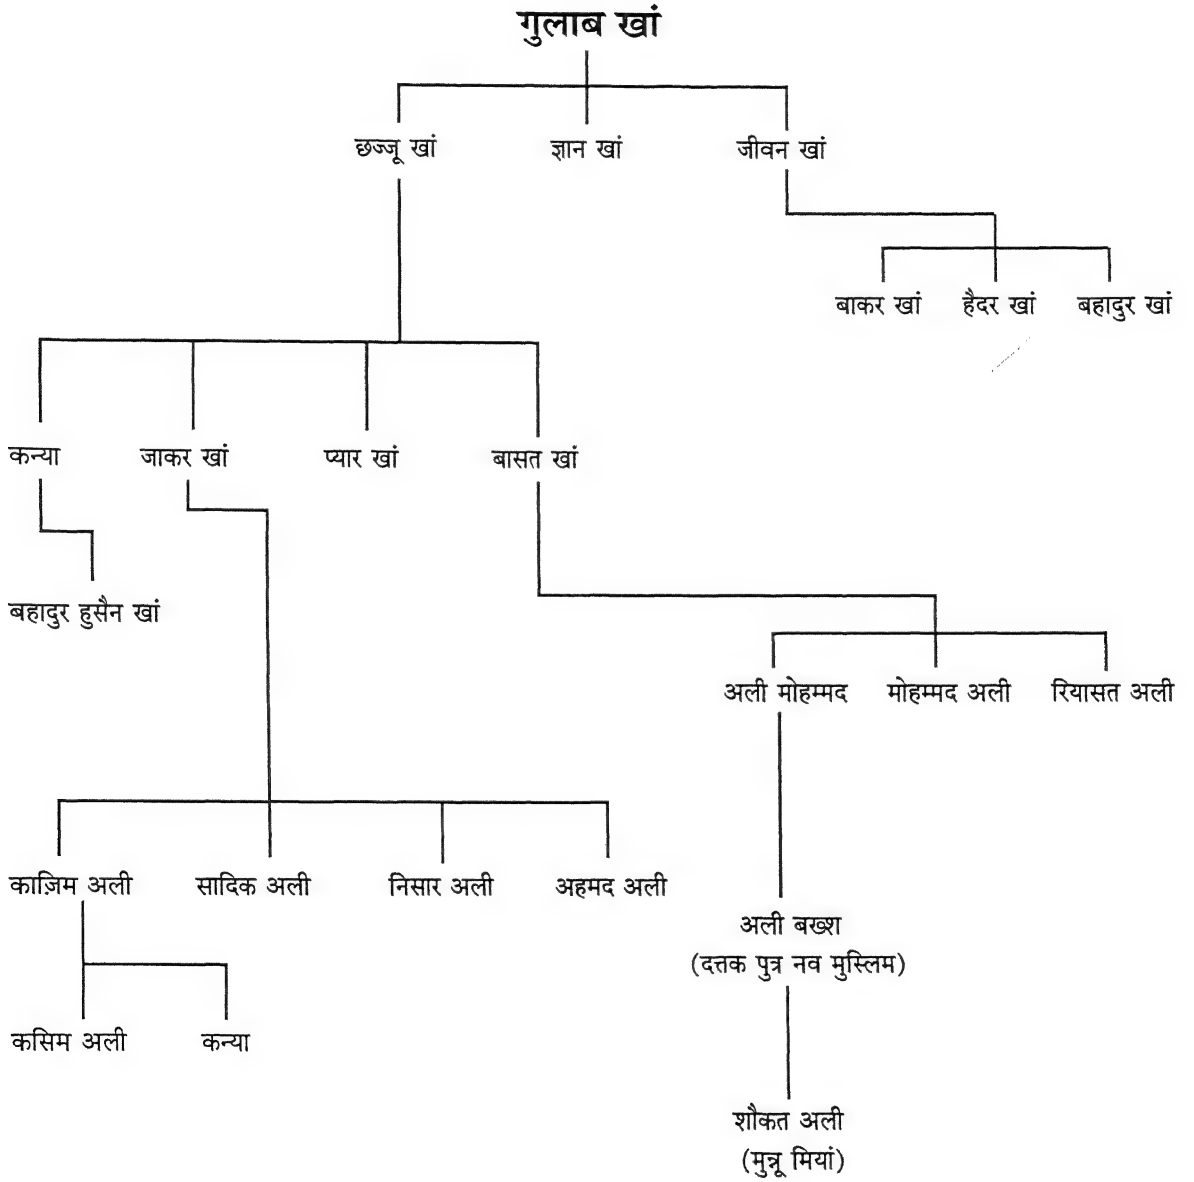 गुलाब खां
छज्जू खां ज्ञान खां जीवन खां
बाकर खां हैदर खां बहादुर खां
कन्या जाकर खां प्यार खां बासत खां
बहादुर हुसैन खां
अली मोहम्मद मोहम्मद अली रियासत अली
काज़िम अली सादिक अली निसार अली अहमद अली
अली बख्श
(दत्तक पुत्र नव मुस्लिम)
कसिम अली कन्या
शौकत अली
(मुन्नू मियां)